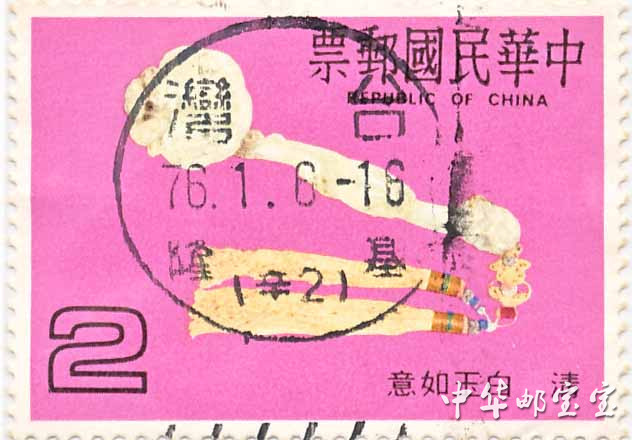 中華民國郵票
REPUBLIC OF CHINA
台灣
76.1.6-16
基隆
(辛2)
2
清 白玉如意
中华邮宝宝